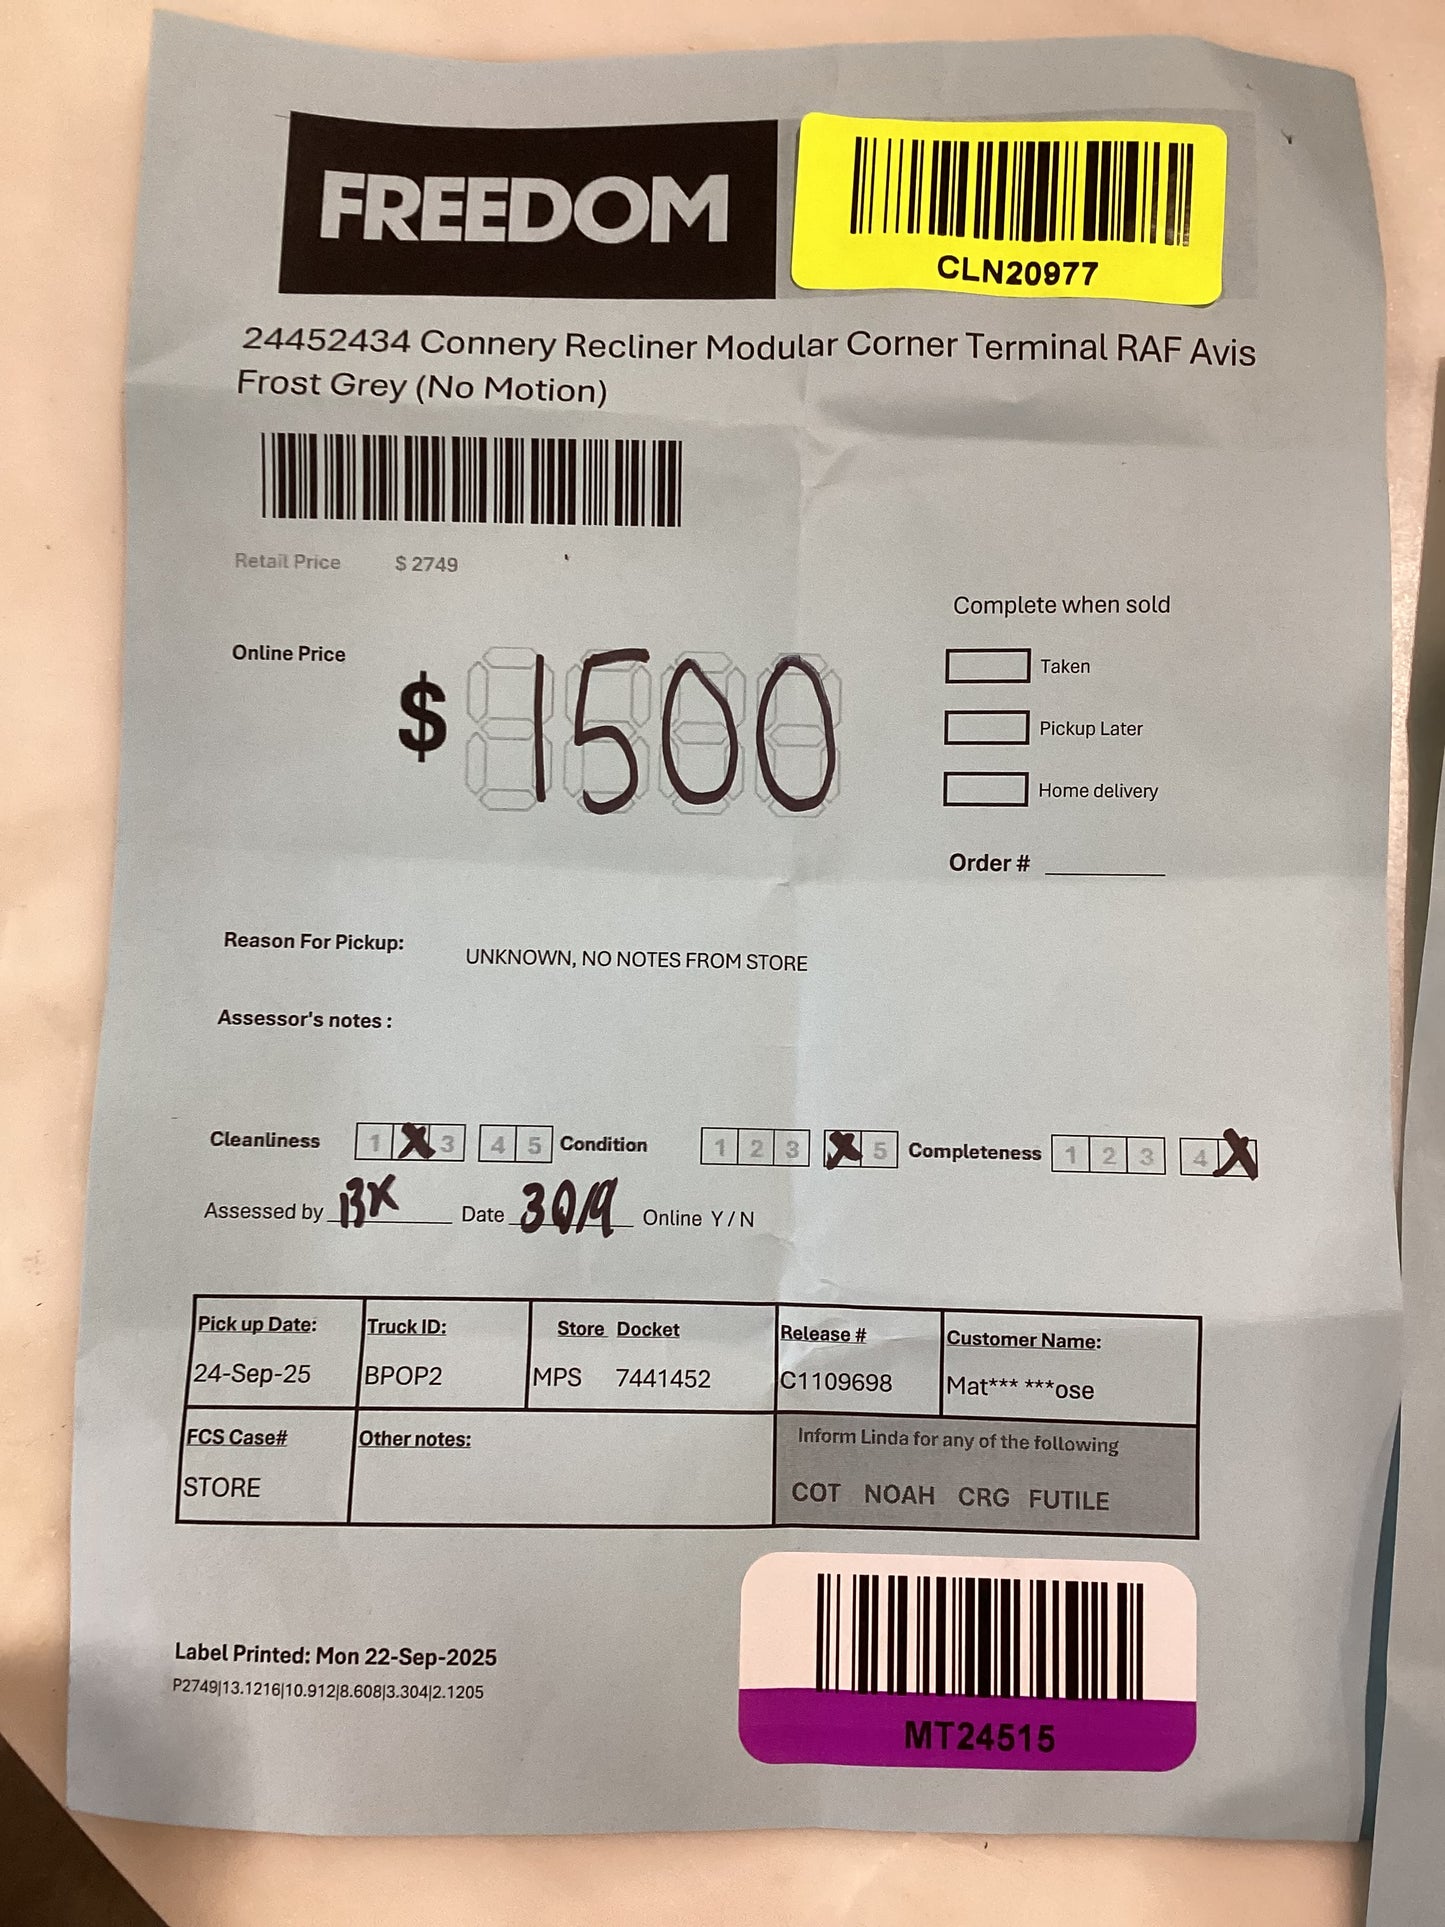 FREEDOM
CLN20977
24452434 Connery Recliner Modular Corner Terminal RAF Avis
Frost Grey (No Motion)
Retail Price $ 2749
Complete when sold
Online Price $ 1500
Taken
Pickup Later
Home delivery
Order #
Reason For Pickup: UNKNOWN, NO NOTES FROM STORE
Assessor's notes :
Cleanliness 1 X 3 4 5 Condition 1 2 3 X 5 Completeness 1 2 3 4 X
Assessed by BK Date 30/9 Online Y / N
Pick up Date: Truck ID: Store Docket Release # Customer Name:
24-Sep-25 BPOP2 MPS 7441452 C1109698 Mat*** ***ose
FCS Case# Other notes: Inform Linda for any of the following
STORE COT NOAH CRG FUTILE
Label Printed: Mon 22-Sep-2025
P2749|13.1216|10.912|8.608|3.304|2.1205
MT24515